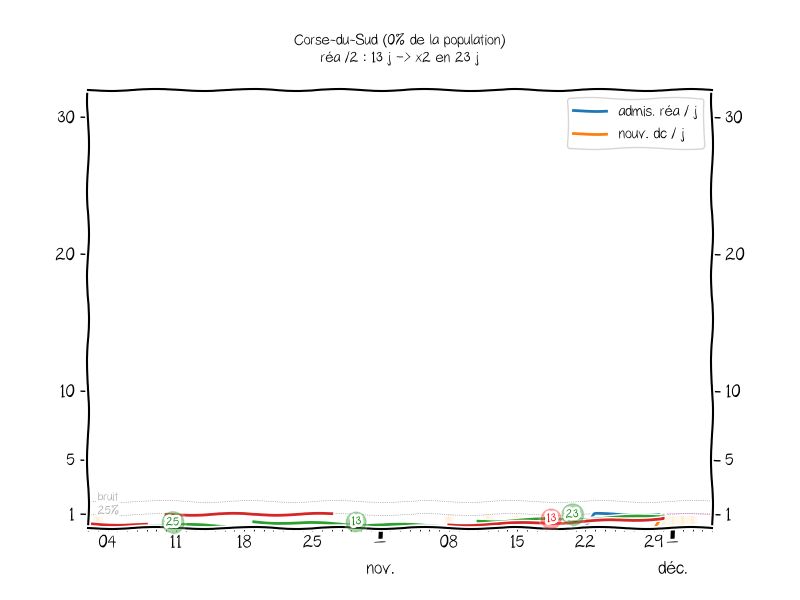 Corse-du-Sud (0% de la population)
réa /2 : 13 j -> x2 en 23 j
admis. réa / j
nouv. dc / j
30 30
20 20
10 10
5 5
bruit
25%
1 1
25 13 13 23
04 11 18 25 08 15 22 29
nov. déc.